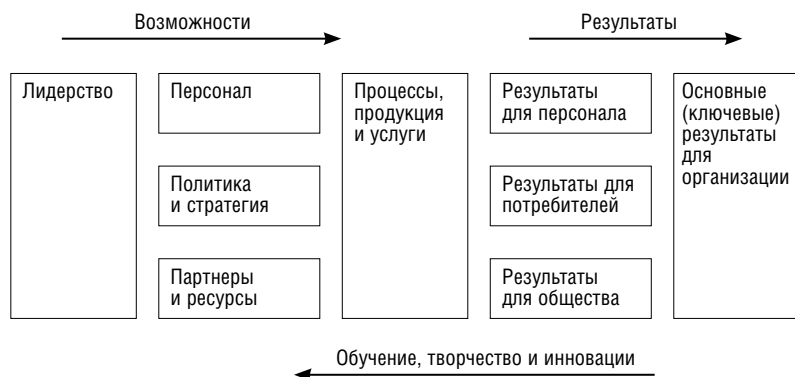 Возможности
Результаты
Лидерство
Персонал
Политика
и стратегия
Партнеры
и ресурсы
Процессы,
продукция
и услуги
Результаты
для персонала
Результаты для
потребителей
Результаты
для общества
Основные
(ключевые)
результаты
для
организации
Обучение, творчество и инновации